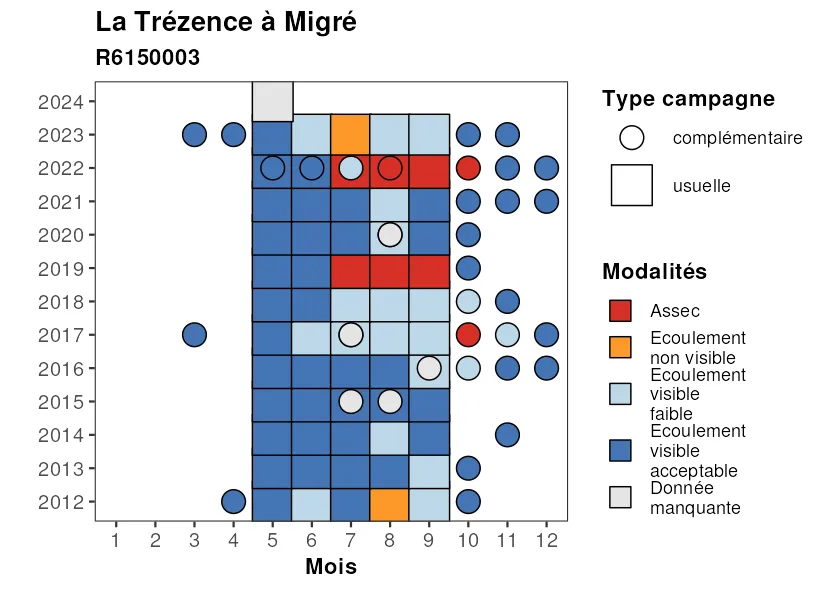 La Trézence à Migré
R6150003
2024
2023
2022
2021
2020
2019
2018
2017
2016
2015
2014
2013
2012
1 2 3 4 5 6 7 8 9 10 11 12
Mois
Type campagne
complémentaire
usuelle
Modalités
Assec
Ecoulement
non visible
Ecoulement
visible
faible
Ecoulement
visible
acceptable
Donnée
manquante